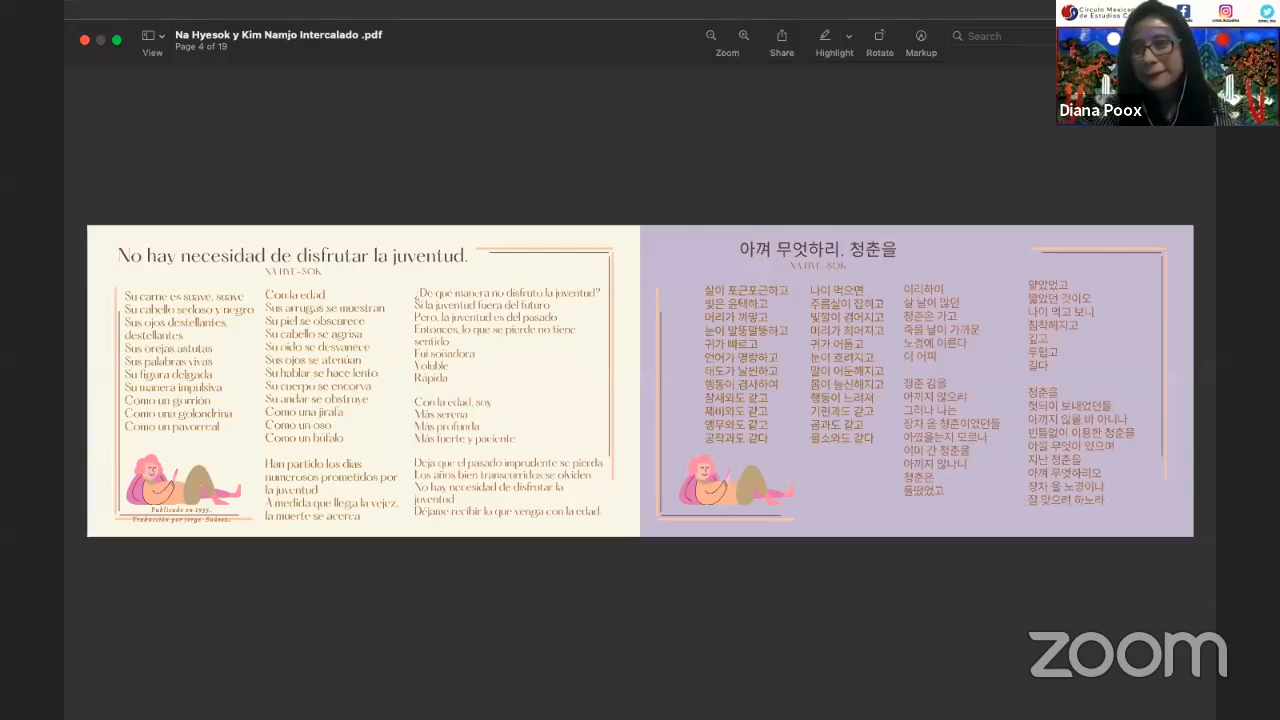 Na Hyesok y Kim Namjo Intercalado .pdf
Page 4 of 19
View
Zoom
Share
Highlight
Rotate
Markup
Search
Círculo Mexic
de Estudios C
Diana Poox
No hay necesidad de disfrutar la juventud.
NA HYE-SOK
Su carne es suave, suave
Su cabello sedoso y negro
Sus ojos destellantes,
destellantes
Sus orejas astutas
Sus palabras vivas
Su figura delgada
Su manera impulsiva
Como un gorrión
Como una golondrina
Como un pavorreal
Publicado en 1935.
Traducción por Jorge Suárez.
Con la edad
Sus arrugas se muestran
Su piel se obscurece
Su cabello se agrisa
Su oído se desvanece
Sus ojos se atenúan
Su hablar se hace lento
Su cuerpo se encorva
Su andar se obstruye
Como una jirafa
Como un oso
Como un búfalo
Han partido los días
numerosos prometidos por
la juventud
A medida que llega la vejez,
la muerte se acerca
¿De qué manera no disfruto la juventud?
Si la juventud fuera del futuro
Pero, la juventud es del pasado
Entonces, lo que se pierde no tiene
sentido
Fui soñadora
Voluble
Rápida
Con la edad, soy
Más serena
Más profunda
Más fuerte y paciente
Deja que el pasado imprudente se pierda
Los años bien transcurridos se olviden
No hay necesidad de disfrutar la
juventud
Déjame recibir lo que venga con la edad.
아껴 무엇하리, 청춘을
NA HYE-SOK
살이 포근포근하고
빛은 윤택하고
머리가 까맣고
눈이 말뚱말뚱하고
귀가 빠르고
언어가 명랑하고
태도가 날씬하고
행동이 겸사하여
참새와도 같고
제비와도 같고
앵무와도 같고
공작과도 같다
나이 먹으면
주름살이 잡히고
빛깔이 검어지고
머리가 희어지고
귀가 어둡고
눈이 흐려지고
말이 어둔해지고
몸이 늘신해지고
행동이 느려져
기린과도 같고
곰과도 같고
물소와도 같다
이리하여
살 날이 많던
청춘은 가고
죽을 날이 가까운
노경에 이른다
이 어찌
청춘 감을
아끼지 않으리
그러나 나는
장차 올 청춘이었던들
아꼈을는지 모르나
이미 간 청춘을
아끼지 않나니
청춘은
들떴었고
얕았었고
짧았던 것이오
나이 먹고 보니
침착해지고
깊고
두텁고
길다
청춘을
헛되이 보내었던들
아끼지 않을 바 아니나
빈틈없이 이용한 청춘을
아낄 무엇이 있으며
지난 청춘을
아껴 무엇하리오
장차 올 노경이나
잘 맞으려 하노라
zoom